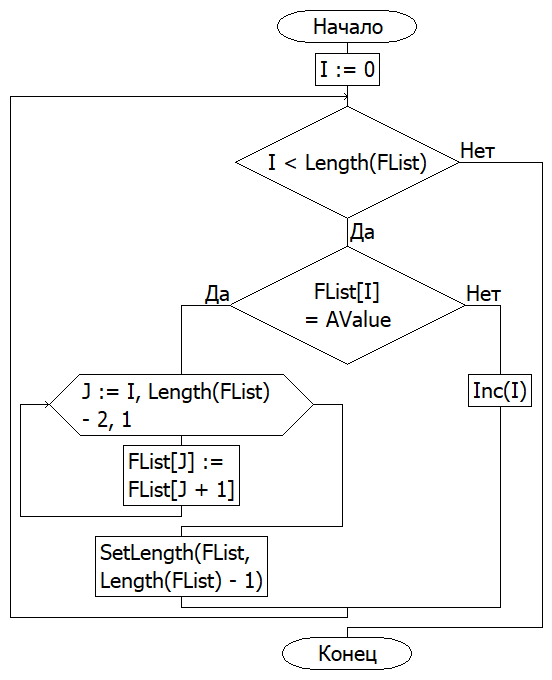 Начало
I := 0
I < Length(FList)
Нет
Да
FList[I]
= AValue
Да
Нет
J := I, Length(FList)
- 2, 1
Inc(I)
FList[J] :=
FList[J + 1]
SetLength(FList,
Length(FList) - 1)
Конец